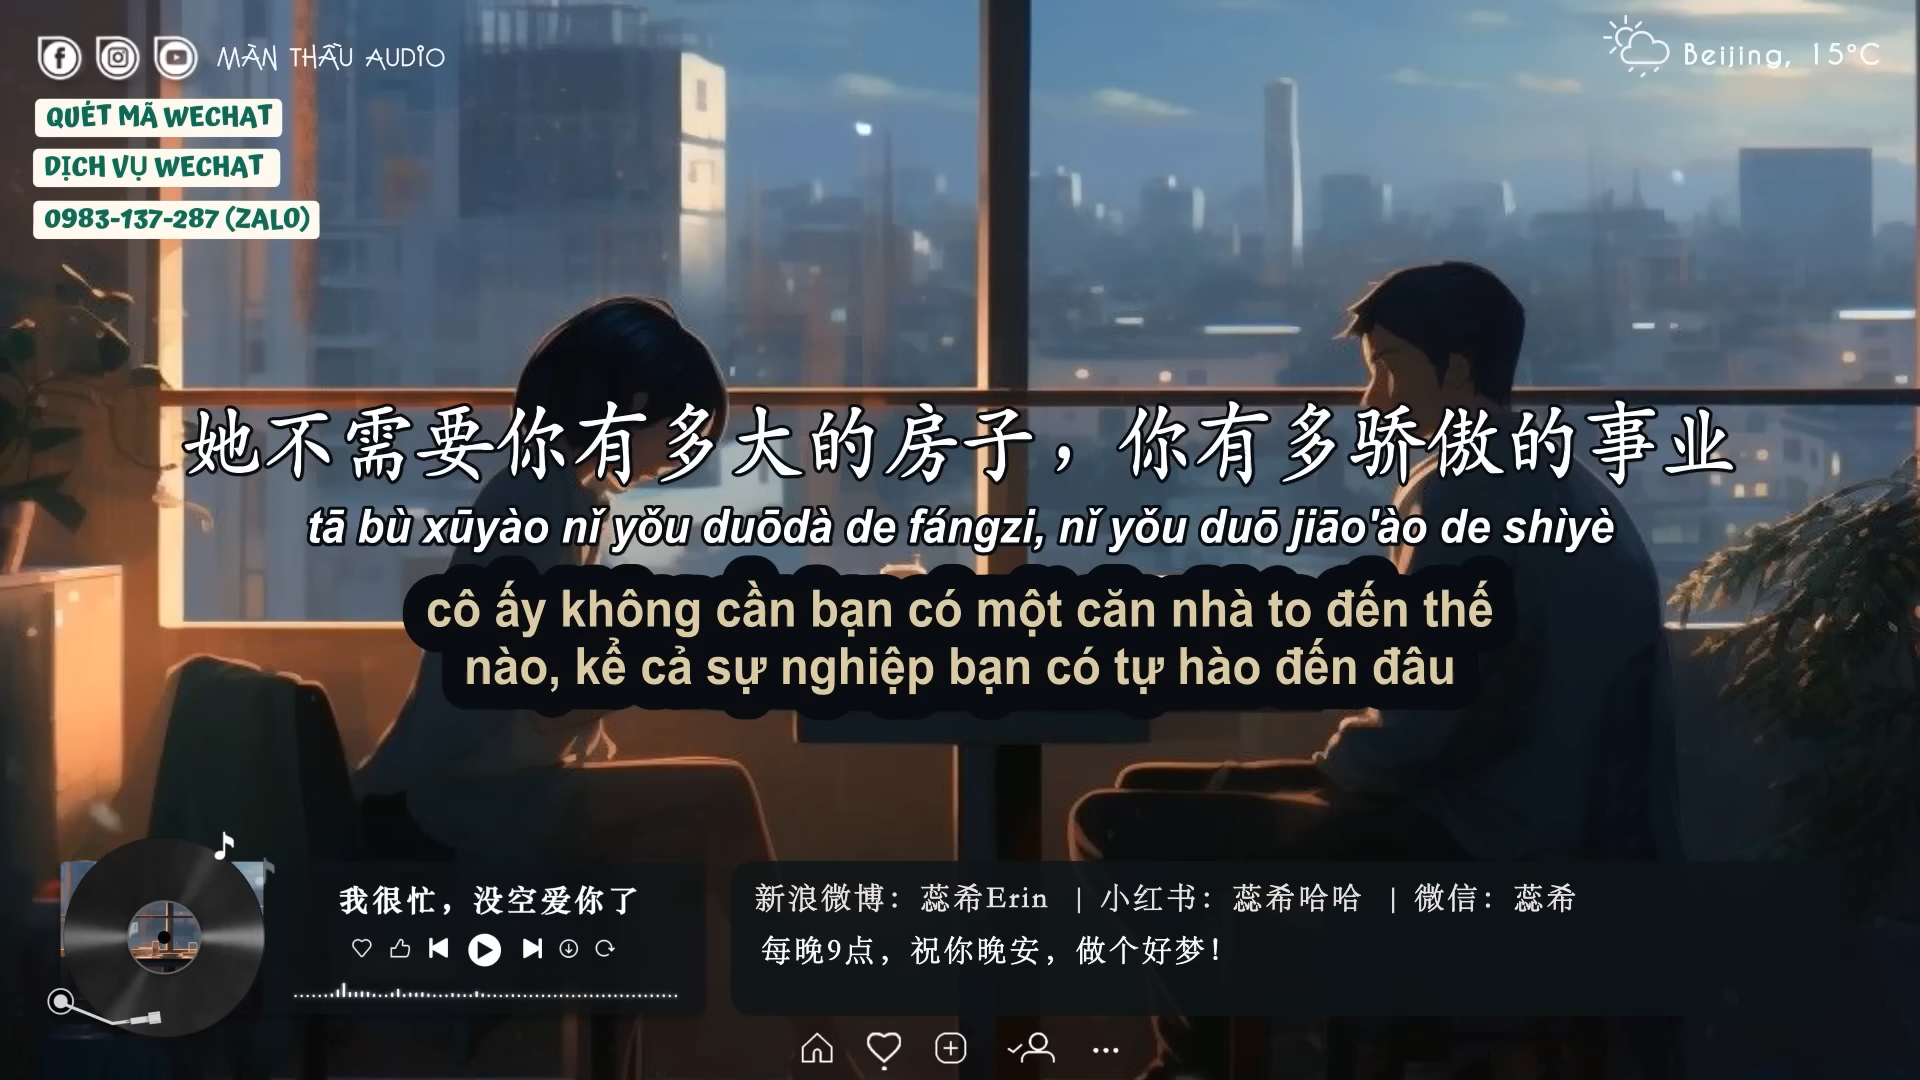 MÀN THẦU AUDIO
Beijing, 15°C
QUÉT MÃ WECHAT
DỊCH VỤ WECHAT
0983-137-287 (ZALO)
她不需要你有多大的房子，你有多骄傲的事业
tā bù xūyào nǐ yǒu duōdà de fángzi, nǐ yǒu duō jiāo'ào de shìyè
cô ấy không cần bạn có một căn nhà to đến thế
nào, kể cả sự nghiệp bạn có tự hào đến đâu
我很忙，没空爱你了
新浪微博：蕊希Erin | 小红书：蕊希哈哈 | 微信：蕊希
每晚9点，祝你晚安，做个好梦！